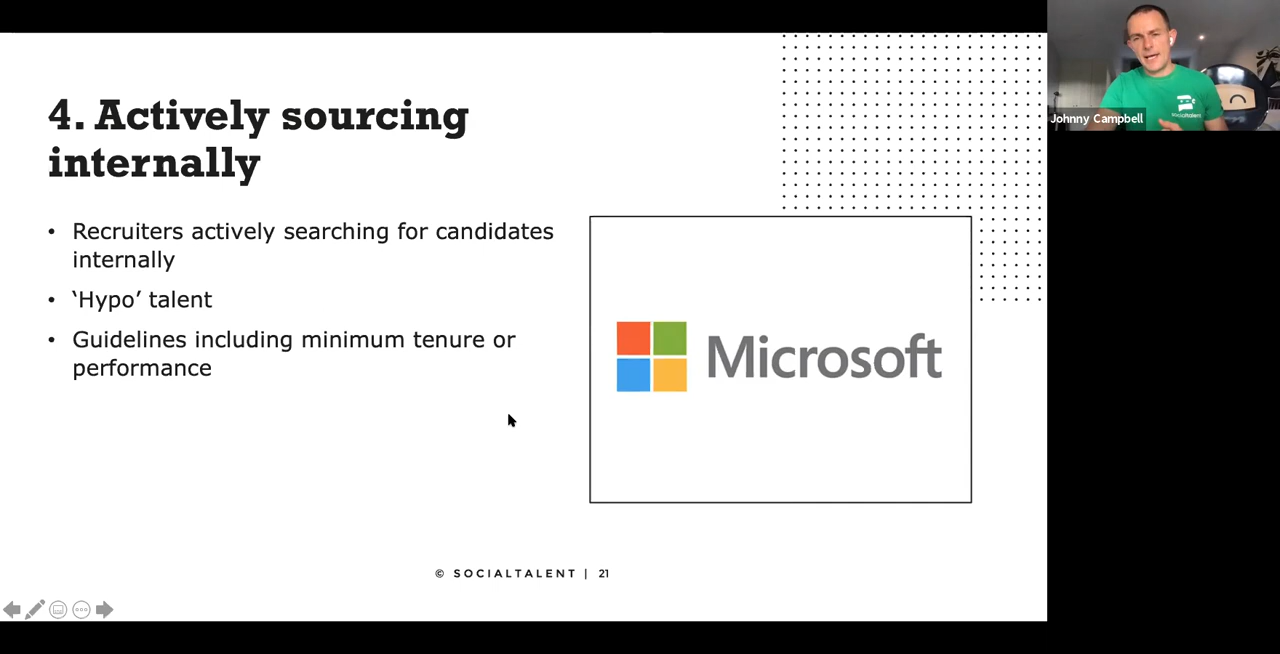 4. Actively sourcing
internally
• Recruiters actively searching for candidates
internally
• ‘Hypo’ talent
• Guidelines including minimum tenure or
performance
Microsoft
© SOCIALTALENT | 21
Johnny Campbell
socialtalent